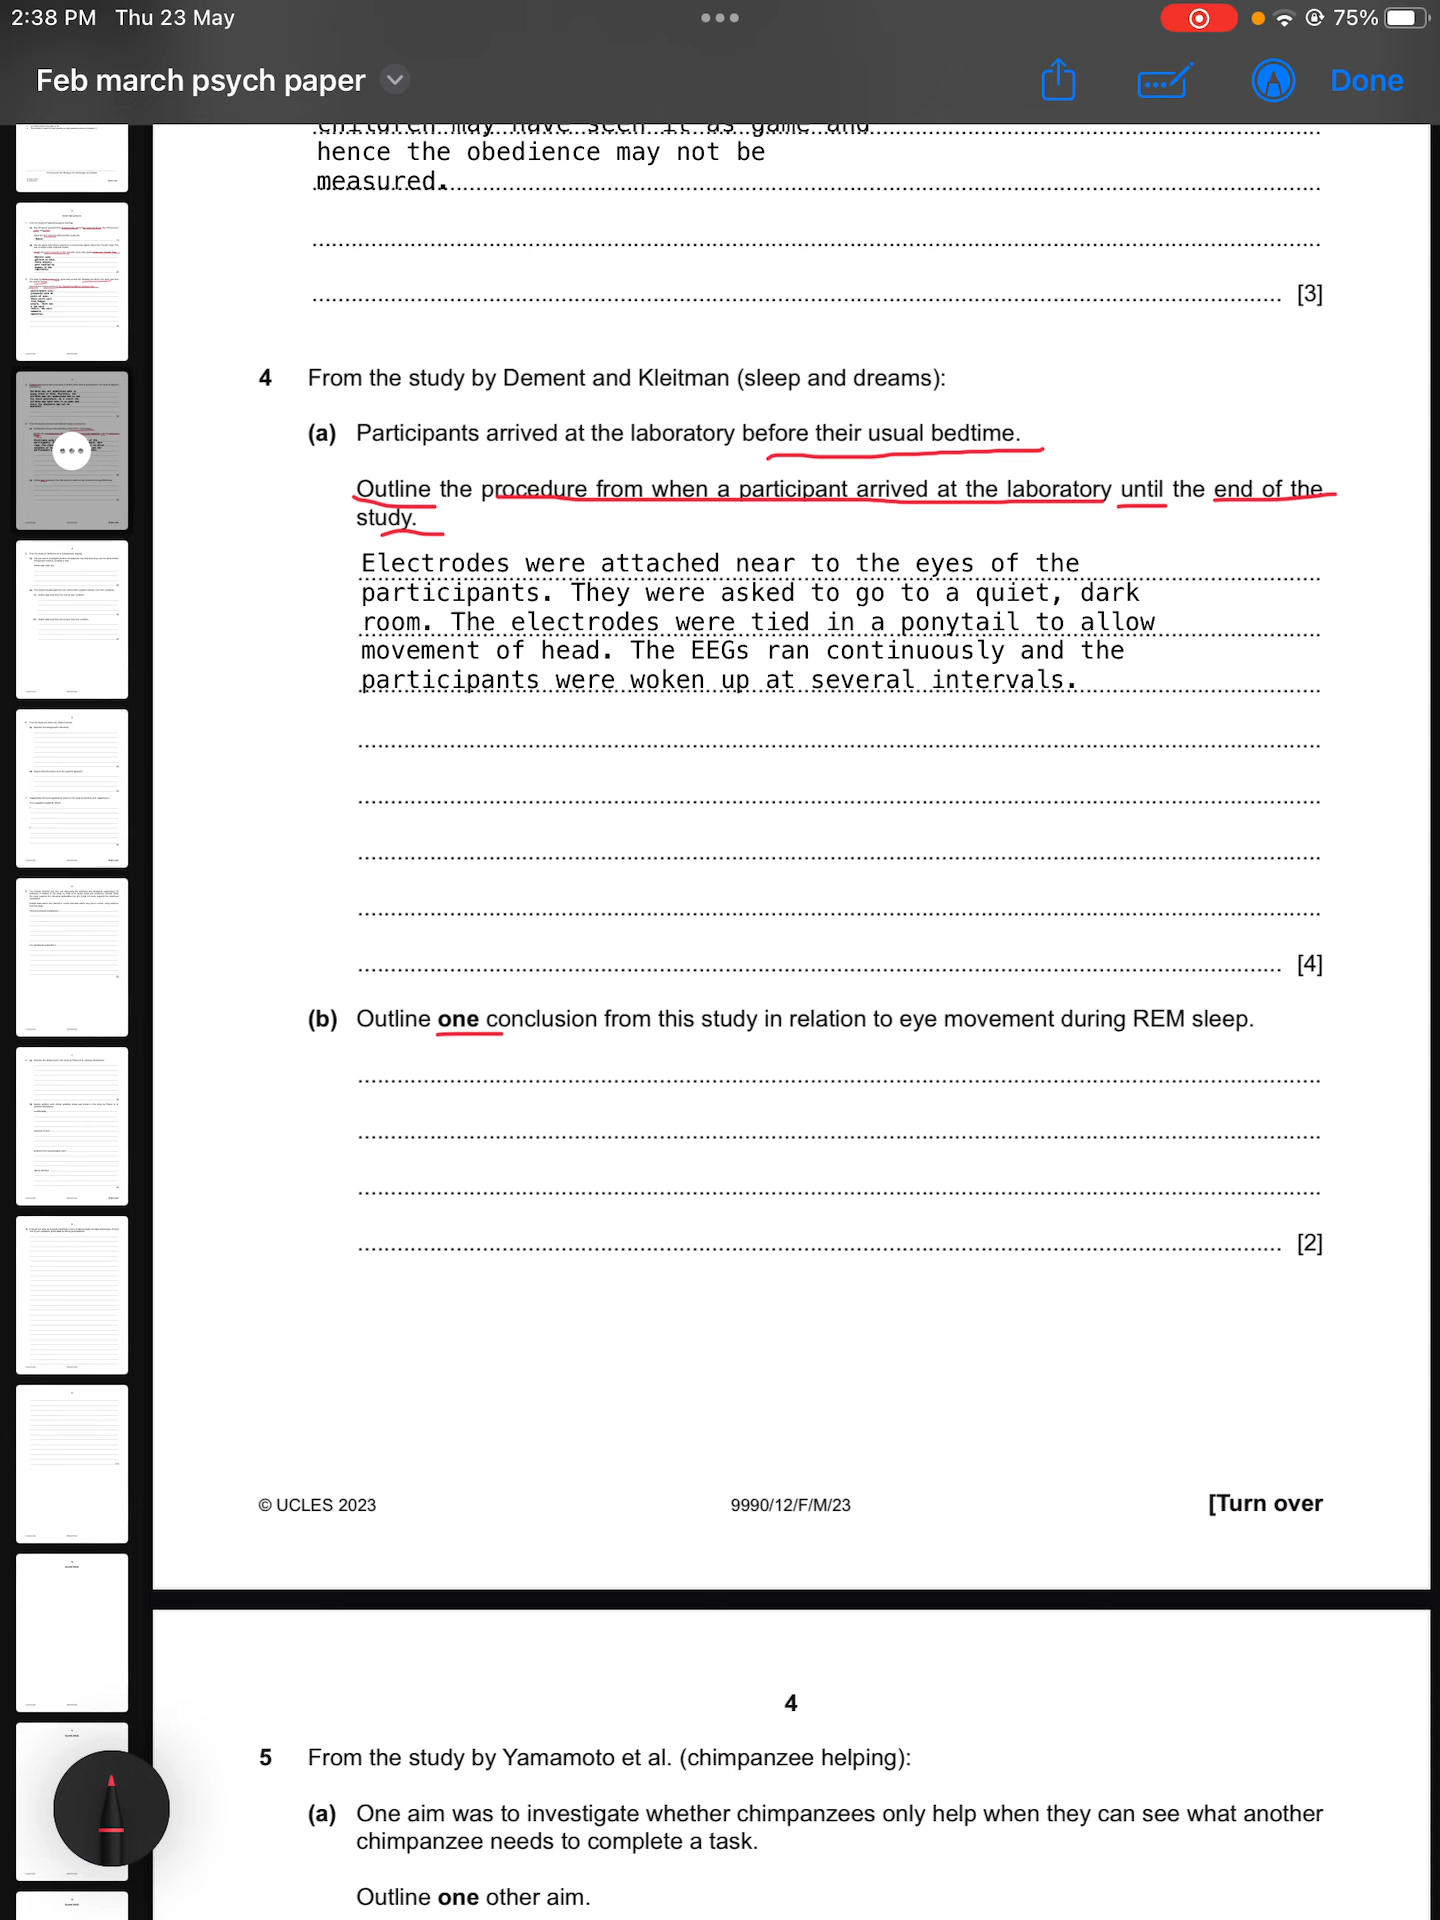 2:38 PM Thu 23 May
75%
Feb march psych paper
Done
children may have seen it as game and
hence the obedience may not be
measured.
[3]
4 From the study by Dement and Kleitman (sleep and dreams):
(a) Participants arrived at the laboratory before their usual bedtime.
Outline the procedure from when a participant arrived at the laboratory until the end of the
study.
Electrodes were attached near to the eyes of the
participants. They were asked to go to a quiet, dark
room. The electrodes were tied in a ponytail to allow
movement of head. The EEGs ran continuously and the
participants were woken up at several intervals.
[4]
(b) Outline one conclusion from this study in relation to eye movement during REM sleep.
[2]
© UCLES 2023 9990/12/F/M/23 [Turn over
4
5 From the study by Yamamoto et al. (chimpanzee helping):
(a) One aim was to investigate whether chimpanzees only help when they can see what another
chimpanzee needs to complete a task.
Outline one other aim.